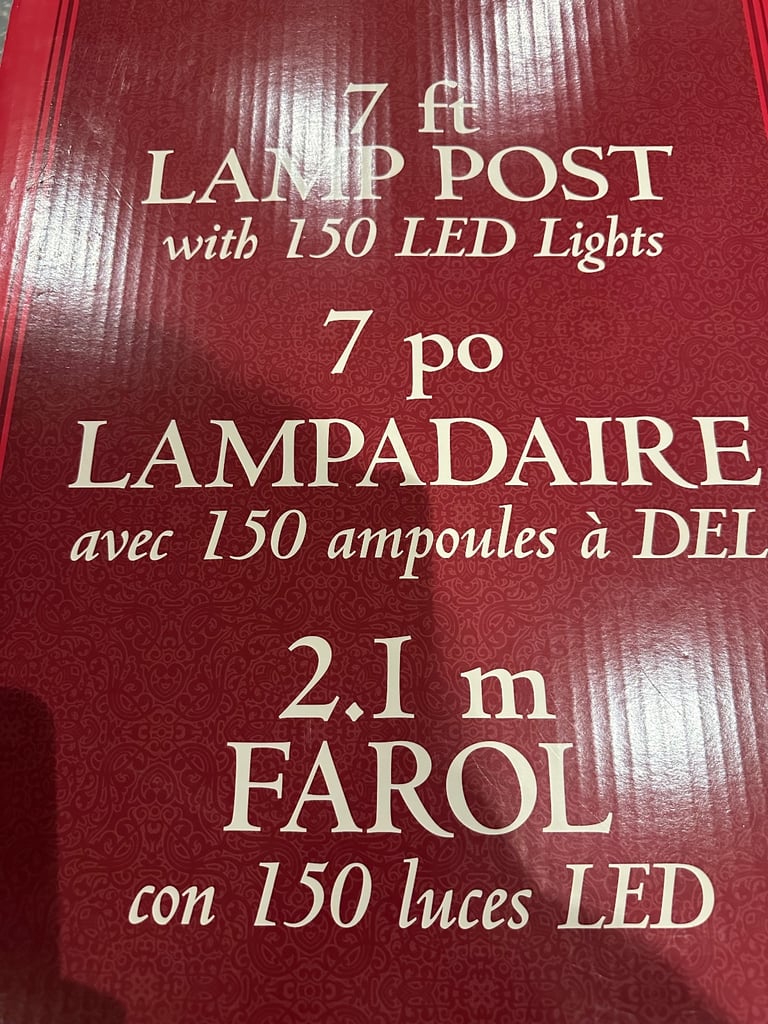 7 ft
LAMP POST
with 150 LED Lights
7 po
LAMPADAIRE
avec 150 ampoules à DEL
2.1 m
FAROL
con 150 luces LED